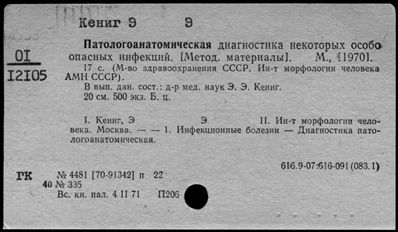 Кениг Э Э
Патологоанатомическая диагностика некоторых особо
01
опасных инфекций. [Метод. материалы]. М., [1970].
12105
17 с. (М-во здравоохранения СССР. Ин-т морфологии человека
АМН СССР).
В вып. дан. сост.: д-р мед. наук Э. Э. Кениг.
20 см. 500 экз. Б. ц.
I. Кениг, Э Э II. Ин-т морфологии чело-
века. Москва. — — 1. Инфекционные болезни — Диагностика пато-
логоанатомическая.
616.9-07:616-091 (083.1)
ГК № 4481 [70-91342] п 22
40 № 335
Вс. кн. пал. 4 II 71 П206